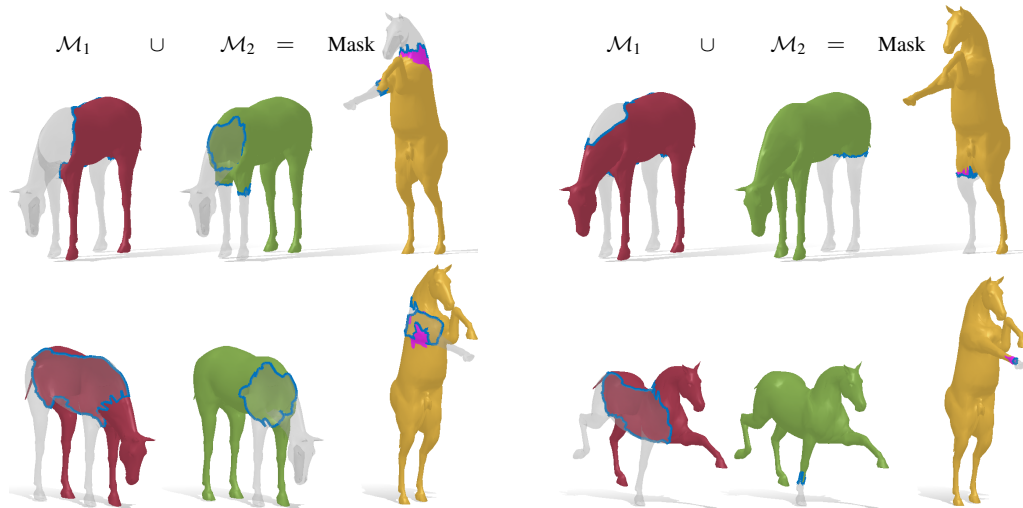 ℳ₁ ∪ ℳ₂ = Mask
ℳ₁ ∪ ℳ₂ = Mask